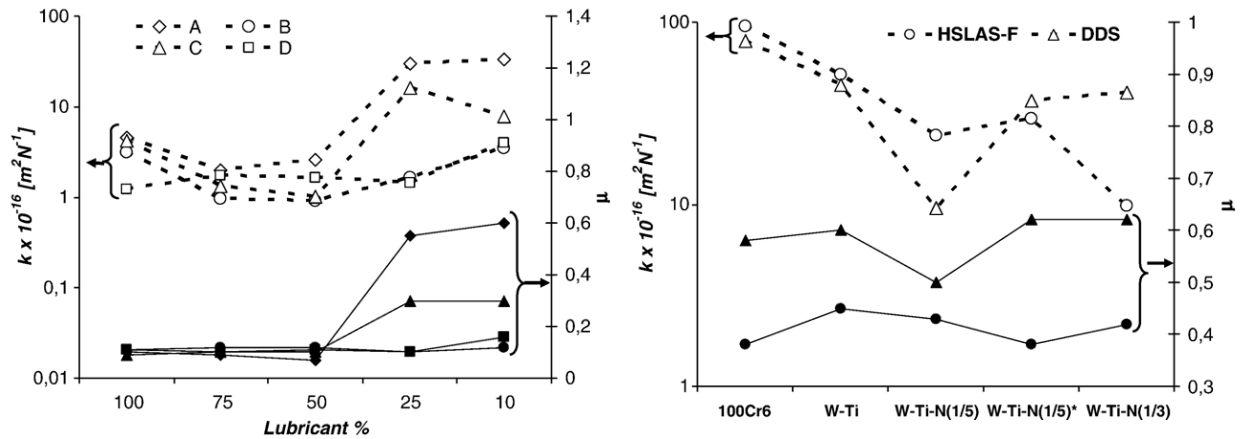 100
10
1
0,1
0,01
k x 10⁻¹⁶ [m²N⁻¹]
A B
C D
1,4
1,2
1
0,8
0,6
0,4
0,2
0
μ
100 75 50 25 10
Lubricant %
100
10
1
k x 10⁻¹⁶ [m²N⁻¹]
HSLAS-F DDS
1
0,9
0,8
0,7
0,6
0,5
0,4
0,3
μ
100Cr6 W-Ti W-Ti-N(1/5) W-Ti-N(1/5)* W-Ti-N(1/3)